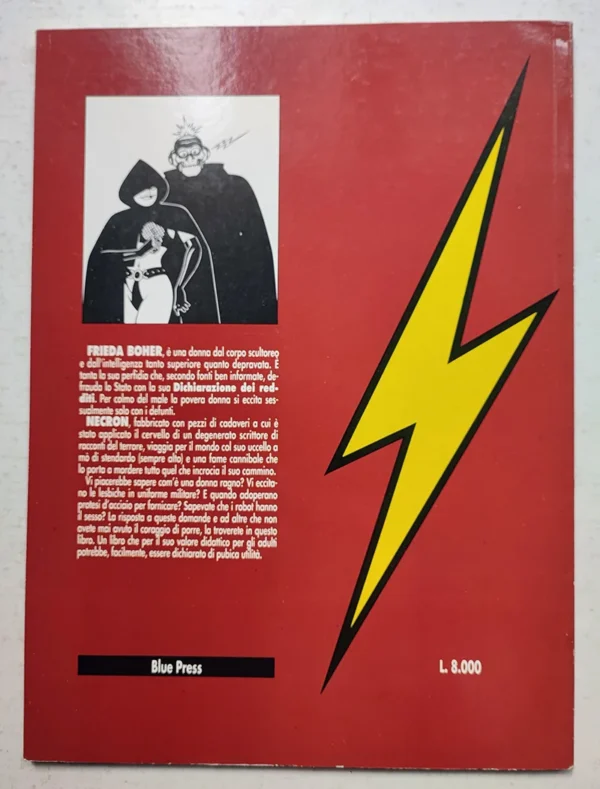 FRIEDA BOHER, è una donna dal corpo scultoreo
e dall'intelligenza tanto superiore quanto depravata. E
tanta la sua perfidia che, secondo fonti ben informate, de-
frauda lo Stato con la sua Dichiarazione dei red-
diti. Per colmo del male la povera donna si eccita ses-
sualmente solo con i defunti.
NECRON, fabbricato con pezzi di cadaveri a cui è
stato applicato il cervello di un degenerato scrittore di
racconti del terrore, viaggia per il mondo col suo uccello a
mò di stendardo (sempre alto) e una fame cannibale che
lo porta a mordere tutto quel che incrocia il suo cammino.
Vi piacerebbe sapere com'è una donna ragno? Vi eccita-
no le lesbiche in uniforme militare? E quando adoperano
protesi d'acciaio per fornicare? Sapevate che i robot hanno
il sesso? La risposta a queste domande e ad altre che non
avete mai avuto il coraggio di porre, la troverete in questo
libro. Un libro che per il suo valore didattico per gli adulti
potrebbe, facilmente, essere dichiarato di pubica utilità.
Blue Press
L. 8.000